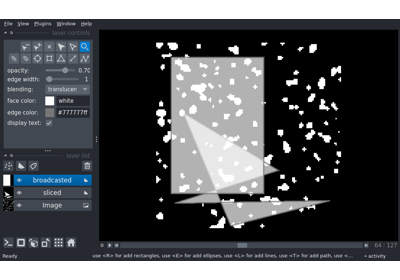 File View Plugins Window Help
layer controls
opacity: 0.70
edge width: 1
blending: translucent
face color: white
edge color: #777777ff
display text:
layer list
broadcasted
sliced
Image
64 127
Ready use <R> for add rectangles, use <E> for add ellipses, use <L> for add lines, use <T> for add path, use <... activity